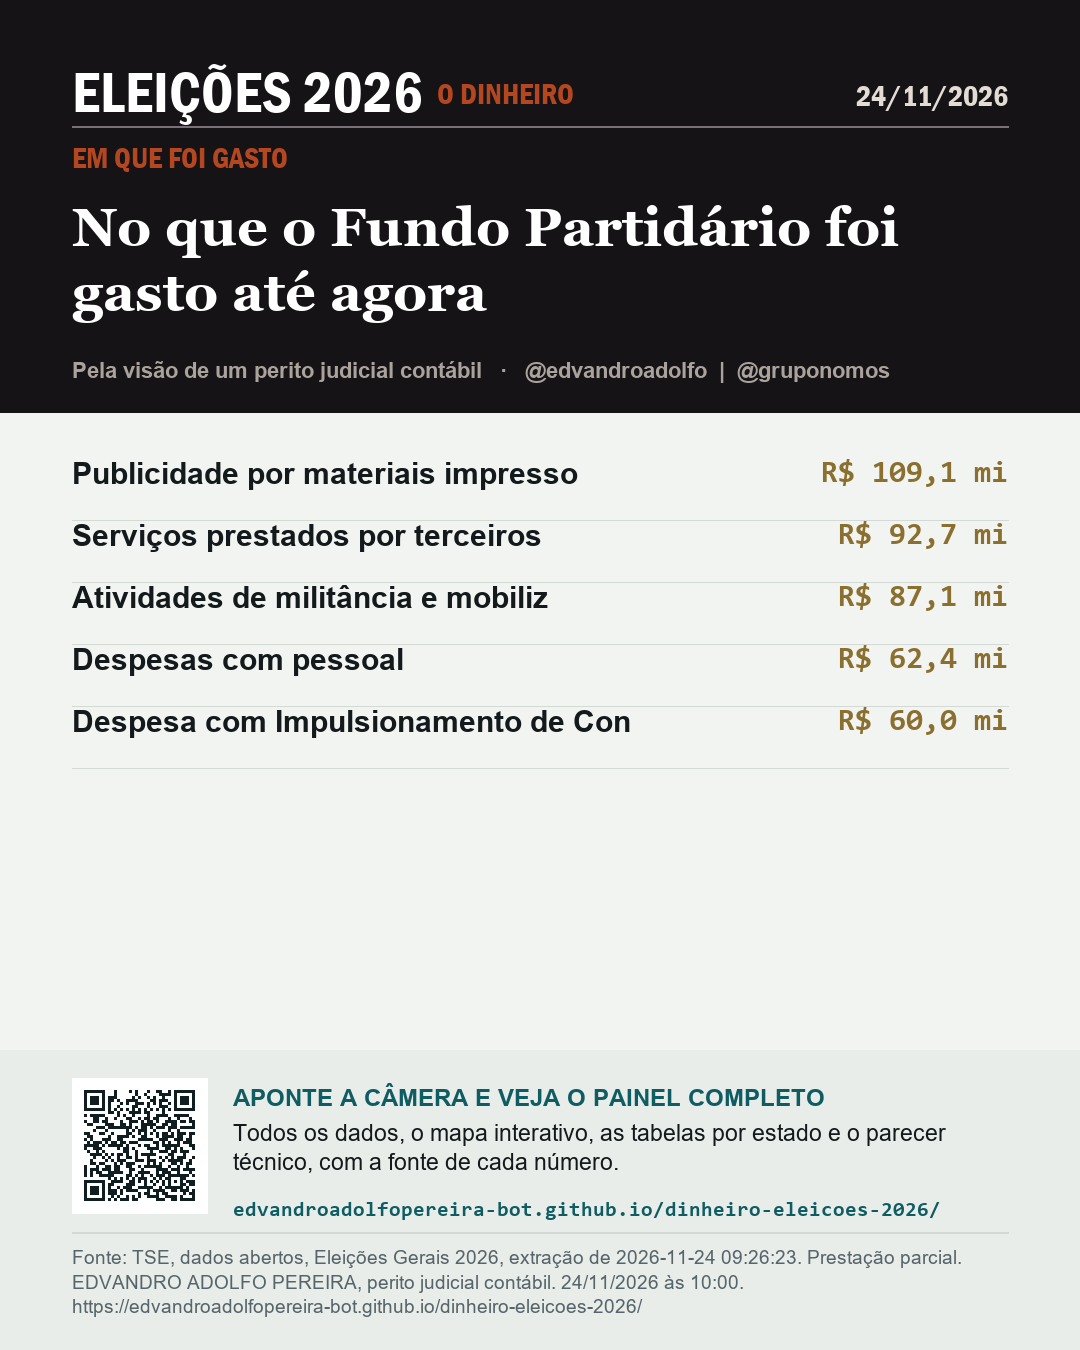 ELEIÇÕES 2026 O DINHEIRO 24/11/2026
EM QUE FOI GASTO
No que o Fundo Partidário foi
gasto até agora
Pela visão de um perito judicial contábil · @edvandroadolfo | @gruponomos
Publicidade por materiais impresso R$ 109,1 mi
Serviços prestados por terceiros R$ 92,7 mi
Atividades de militância e mobiliz R$ 87,1 mi
Despesas com pessoal R$ 62,4 mi
Despesa com Impulsionamento de Con R$ 60,0 mi
APONTE A CÂMERA E VEJA O PAINEL COMPLETO
Todos os dados, o mapa interativo, as tabelas por estado e o parecer
técnico, com a fonte de cada número.
edvandroadolfopereira-bot.github.io/dinheiro-eleicoes-2026/
Fonte: TSE, dados abertos, Eleições Gerais 2026, extração de 2026-11-24 09:26:23. Prestação parcial.
EDVANDRO ADOLFO PEREIRA, perito judicial contábil. 24/11/2026 às 10:00.
https://edvandroadolfopereira-bot.github.io/dinheiro-eleicoes-2026/